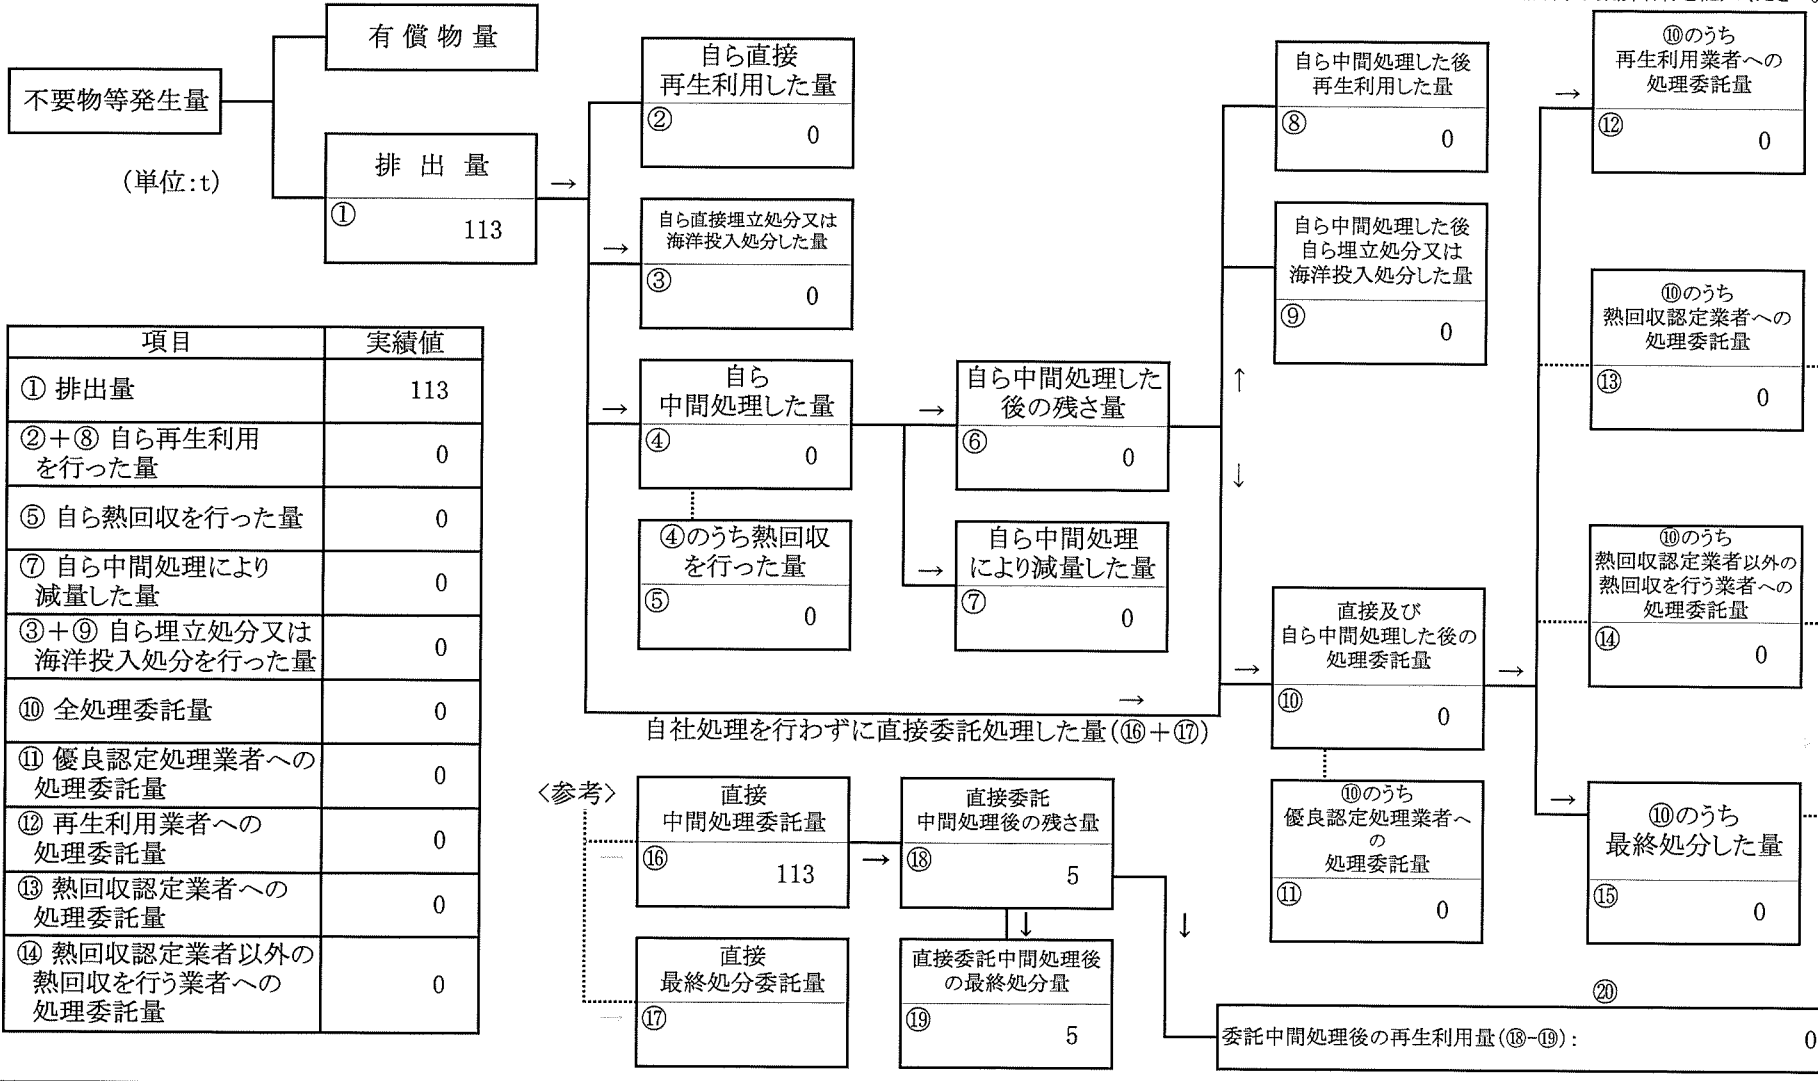 不要物等発生量
(単位:t)
有 償 物 量
排 出 量
①
113
→
自ら直接
再生利用した量
②
0
→
自ら直接埋立処分又は
海洋投入処分した量
③
0
→
自ら
中間処理した量
④
0
④のうち熱回収
を行った量
⑤
0
→
自ら中間処理した
後の残さ量
⑥
0
→
自ら中間処理
により減量した量
⑦
0
→
自社処理を行わずに直接委託処理した量(⑯+⑰)
自ら中間処理した後
再生利用した量
⑧
0
自ら中間処理した後
自ら埋立処分又は
海洋投入処分した量
⑨
0
↑
↓
→
直接及び
自ら中間処理した後の
処理委託量
⑩
0
⑩のうち
優良認定処理業者へ
の
処理委託量
⑪
0
→
→
⑩のうち
再生利用業者への
処理委託量
⑫
0
⑩のうち
熱回収認定業者への
処理委託量
⑬
0
⑩のうち
熱回収認定業者以外の
熱回収を行う業者への
処理委託量
⑭
0
→
⑩のうち
最終処分した量
⑮
0
項目 実績値
① 排出量 113
②+⑧ 自ら再生利用
を行った量 0
⑤ 自ら熱回収を行った量 0
⑦ 自ら中間処理により
減量した量 0
③+⑨ 自ら埋立処分又は
海洋投入処分を行った量 0
⑩ 全処理委託量 0
⑪ 優良認定処理業者への
処理委託量 0
⑫ 再生利用業者への
処理委託量 0
⑬ 熱回収認定業者への
処理委託量 0
⑭ 熱回収認定業者以外の
熱回収を行う業者への
処理委託量 0
〈参考〉
直接
中間処理委託量
⑯
113
→
直接委託
中間処理後の残さ量
⑱
5
↓
直接
最終処分委託量
⑰
直接委託中間処理後
の最終処分量
⑲
5
↓
⑳
委託中間処理後の再生利用量(⑱-⑲): 0